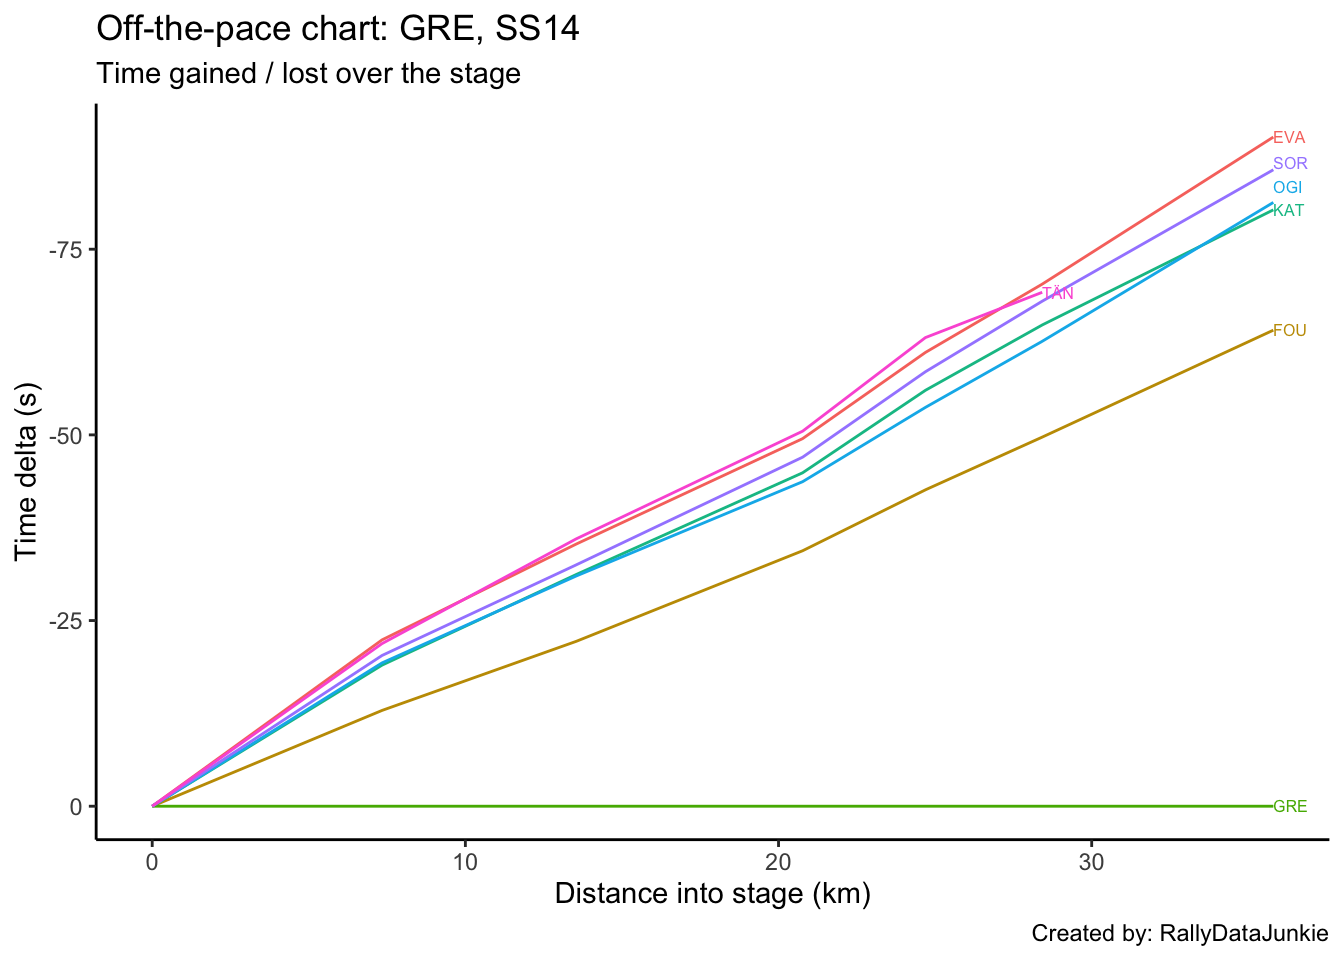 Off-the-pace chart: GRE, SS14
Time gained / lost over the stage
EVA
SOR
OGI
KAT
-75
TÄN
FOU
-50
Time delta (s)
-25
0
GRE
0 10 20 30
Distance into stage (km)
Created by: RallyDataJunkie